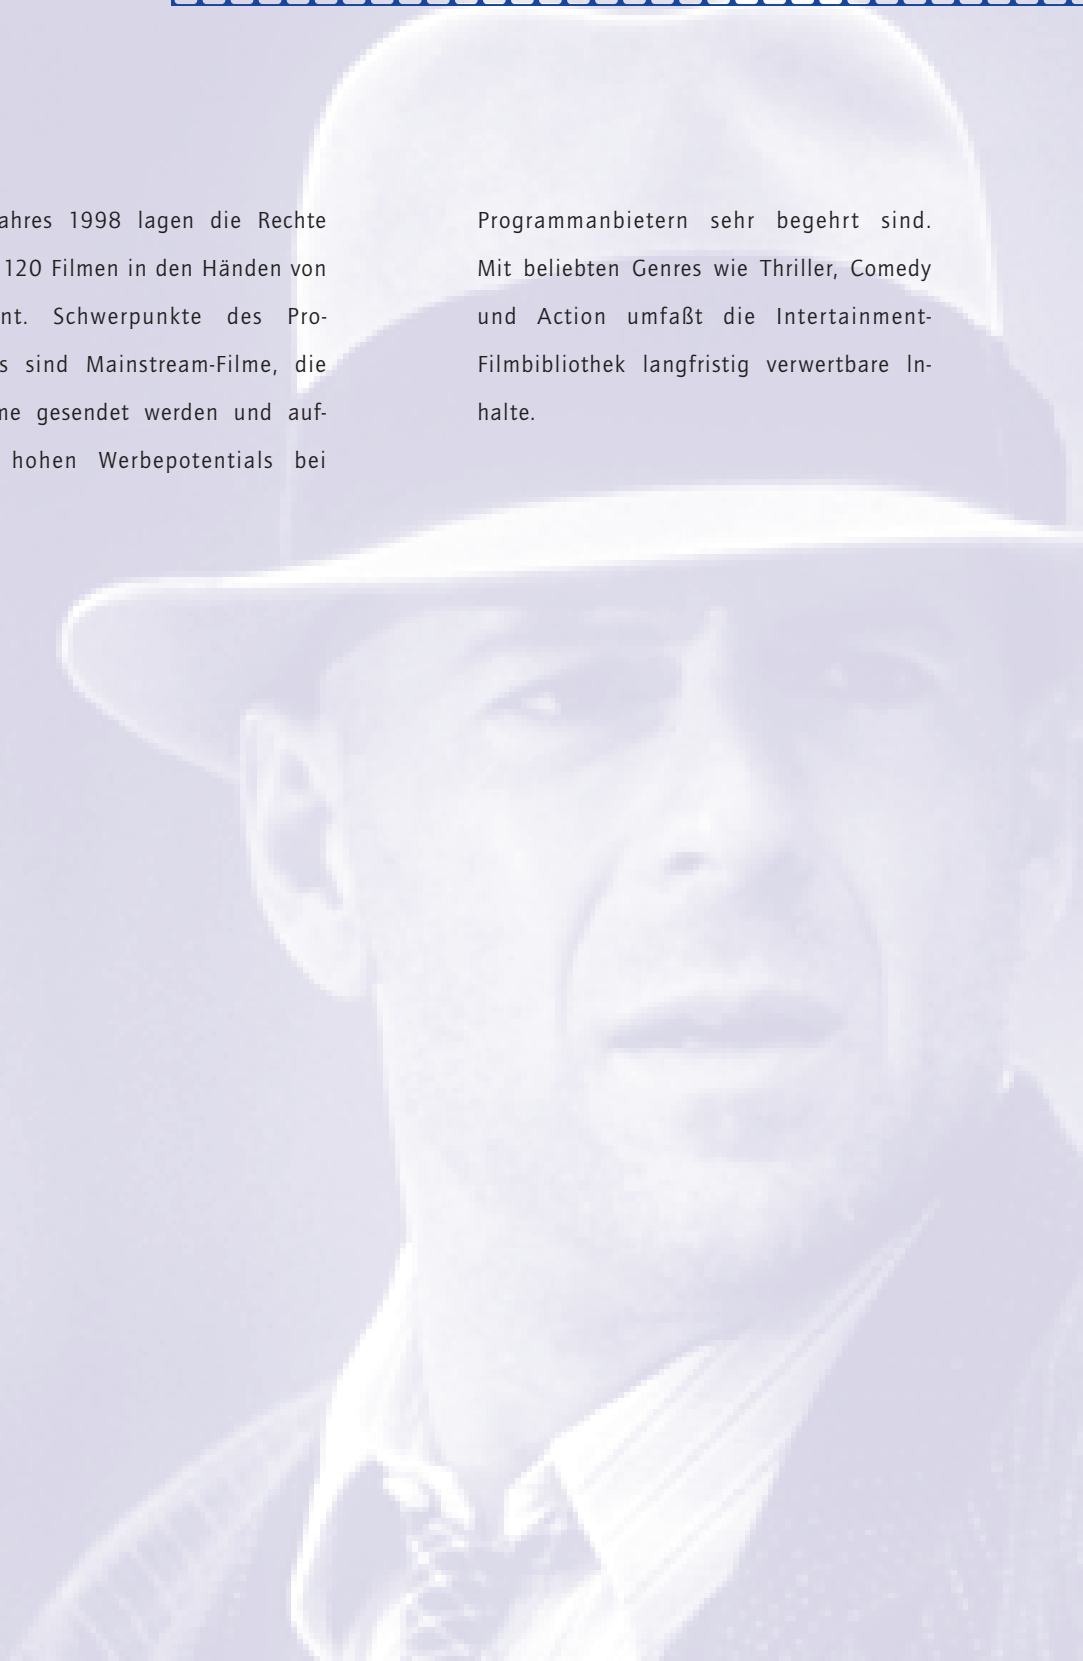 ahres 1998 lagen die Rechte
120 Filmen in den Händen von
nt. Schwerpunkte des Pro-
s sind Mainstream-Filme, die
me gesendet werden und auf-
hohen Werbepotentials bei
Programmanbietern sehr begehrt sind.
Mit beliebten Genres wie Thriller, Comedy
und Action umfaßt die Intertainment-
Filmbibliothek langfristig verwertbare In-
halte.